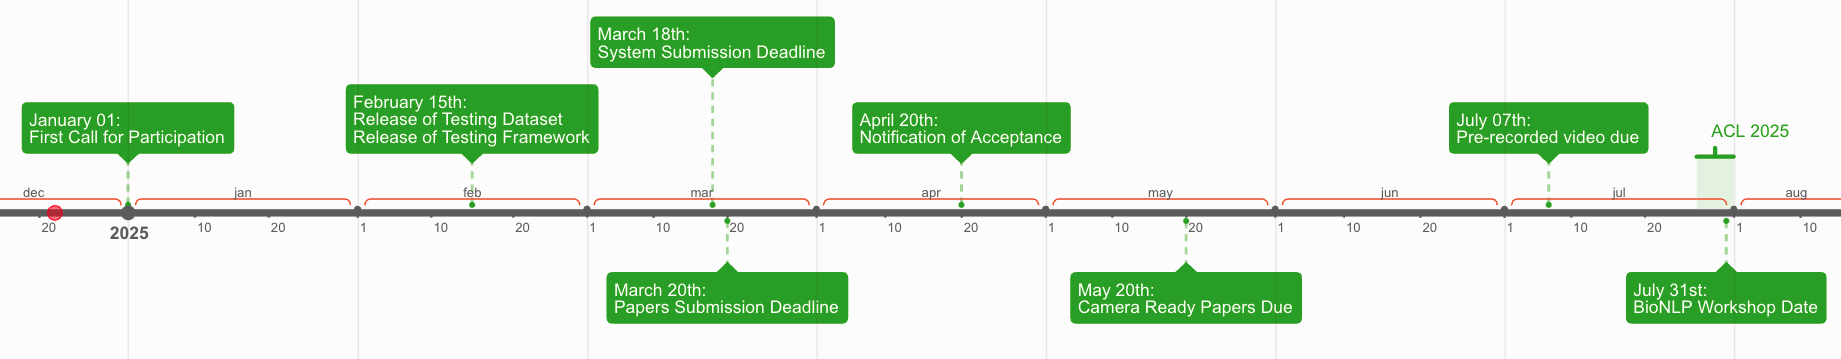 March 18th:
System Submission Deadline
February 15th:
Release of Testing Dataset
Release of Testing Framework
January 01:
First Call for Participation
April 20th:
Notification of Acceptance
July 07th:
Pre-recorded video due
ACL 2025
dec jan feb mar apr may jun jul aug
20 2025 10 20 1 10 20 1 10 20 1 10 20 1 10 20 1 10 20 1 10 20 1 10
March 20th:
Papers Submission Deadline
May 20th:
Camera Ready Papers Due
July 31st:
BioNLP Workshop Date